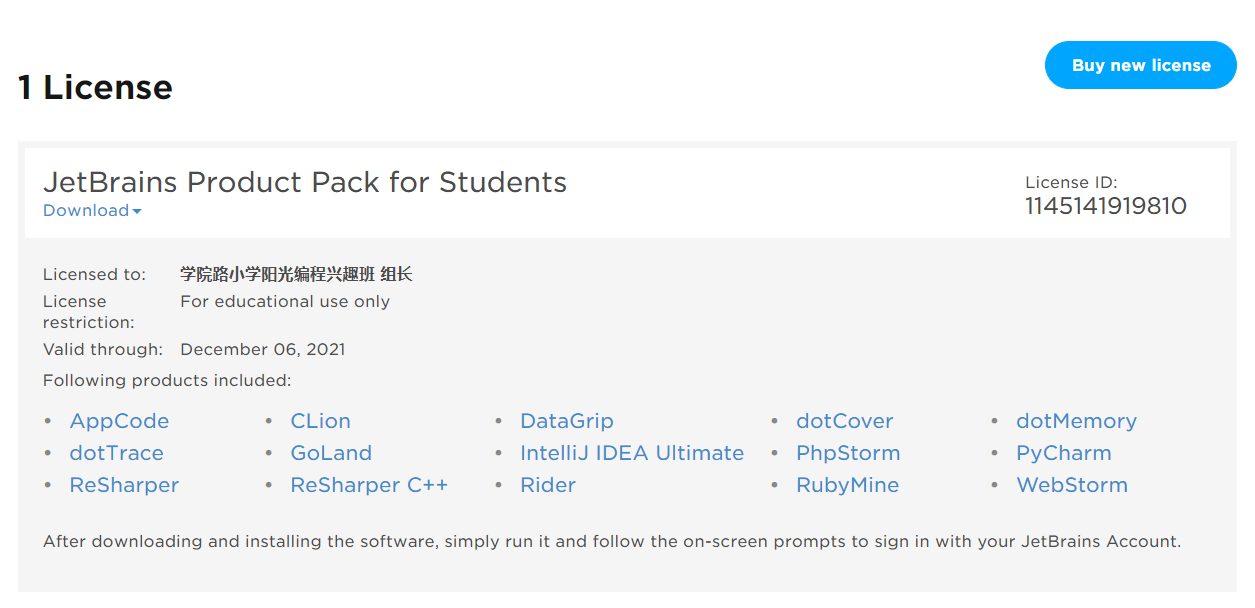 Buy new license
1 License
JetBrains Product Pack for Students
Download
License ID:
1145141919810
Licensed to: 学院路小学阳光编程兴趣班 组长
License restriction: For educational use only
Valid through: December 06, 2021
Following products included:
• AppCode • CLion • DataGrip • dotCover • dotMemory
• dotTrace • GoLand • IntelliJ IDEA Ultimate • PhpStorm • PyCharm
• ReSharper • ReSharper C++ • Rider • RubyMine • WebStorm
After downloading and installing the software, simply run it and follow the on-screen prompts to sign in with your JetBrains Account.